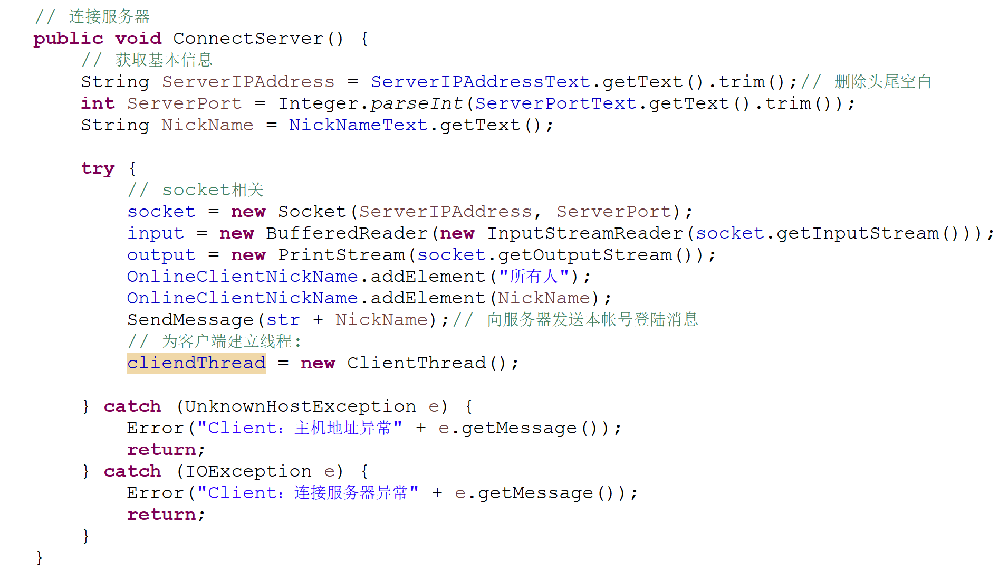 // 连接服务器
public void ConnectServer() {
// 获取基本信息
String ServerIPAddress = ServerIPAddressText.getText().trim();// 删除头尾空白
int ServerPort = Integer.parseInt(ServerPortText.getText().trim());
String NickName = NickNameText.getText();
try {
// socket相关
socket = new Socket(ServerIPAddress, ServerPort);
input = new BufferedReader(new InputStreamReader(socket.getInputStream()));
output = new PrintStream(socket.getOutputStream());
OnlineClientNickName.addElement("所有人");
OnlineClientNickName.addElement(NickName);
SendMessage(str + NickName);// 向服务器发送本帐号登陆消息
// 为客户端建立线程:
cliendThread = new ClientThread();
} catch (UnknownHostException e) {
Error("Client：主机地址异常" + e.getMessage());
return;
} catch (IOException e) {
Error("Client：连接服务器异常" + e.getMessage());
return;
}
}